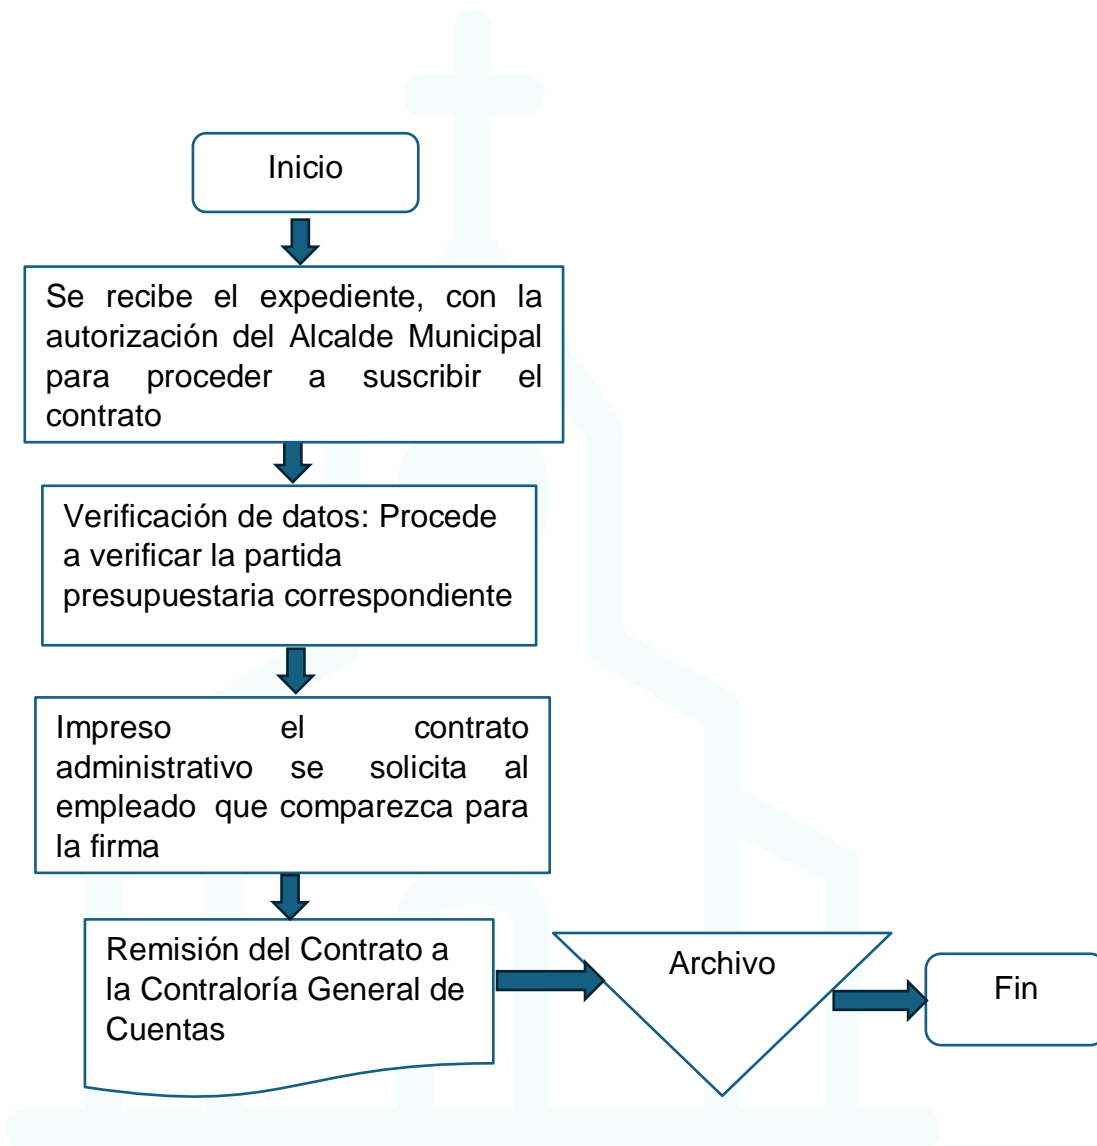 Inicio
Se recibe el expediente, con la
autorización del Alcalde Municipal
para proceder a suscribir el
contrato
Verificación de datos: Procede
a verificar la partida
presupuestaria correspondiente
Impreso el contrato
administrativo se solicita al
empleado que comparezca para
la firma
Remisión del Contrato a
la Contraloría General de
Cuentas
Archivo
Fin